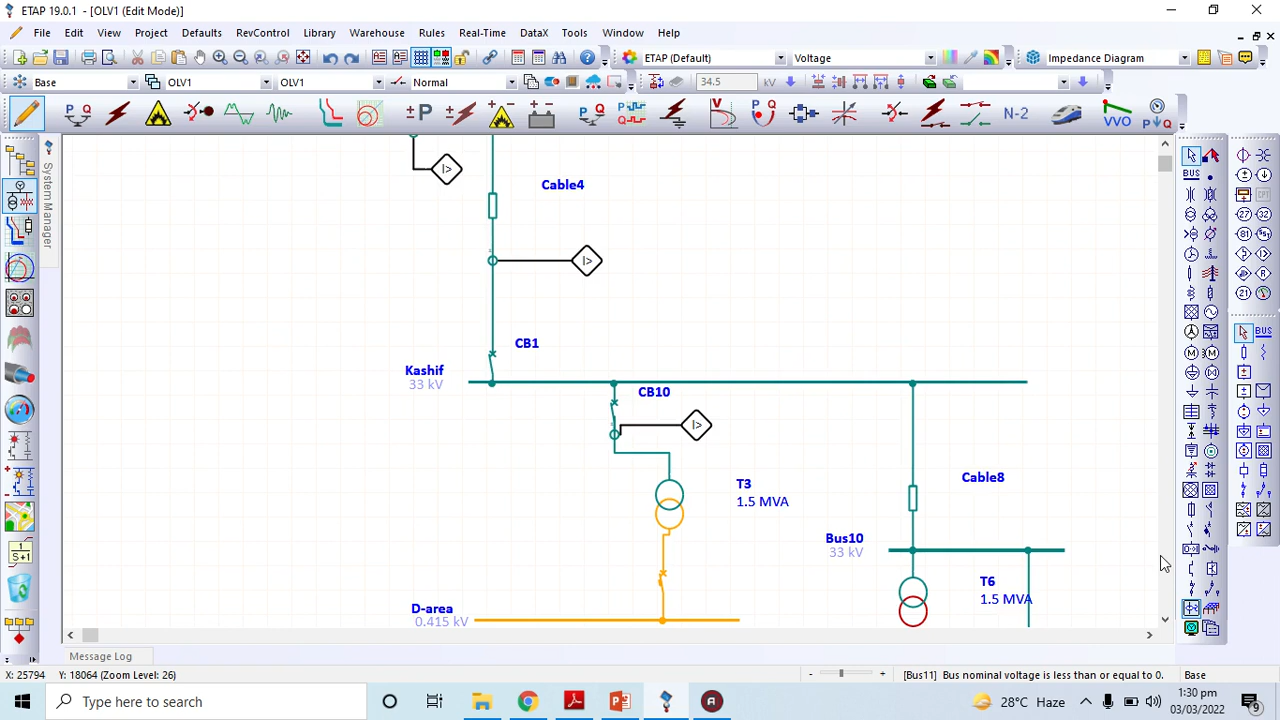 ETAP 19.0.1 - [OLV1 (Edit Mode)]
File Edit View Project Defaults RevControl Library Warehouse Rules Real-Time DataX Tools Window Help
ETAP (Default) Voltage Impedance Diagram
Base OLV1 OLV1 Normal 34.5 kV
N-2 VVO
System Manager
Cable4
I>
I>
CB1
Kashif
33 kV
CB10
I>
T3
1.5 MVA
Cable8
Bus10
33 kV
T6
1.5 MVA
D-area
0.415 kV
BUS
BUS
Message Log
X: 25794 Y: 18064 (Zoom Level: 26) [Bus11] Bus nominal voltage is less than or equal to 0. Base
Type here to search
28°C Haze
1:30 pm
03/03/2022